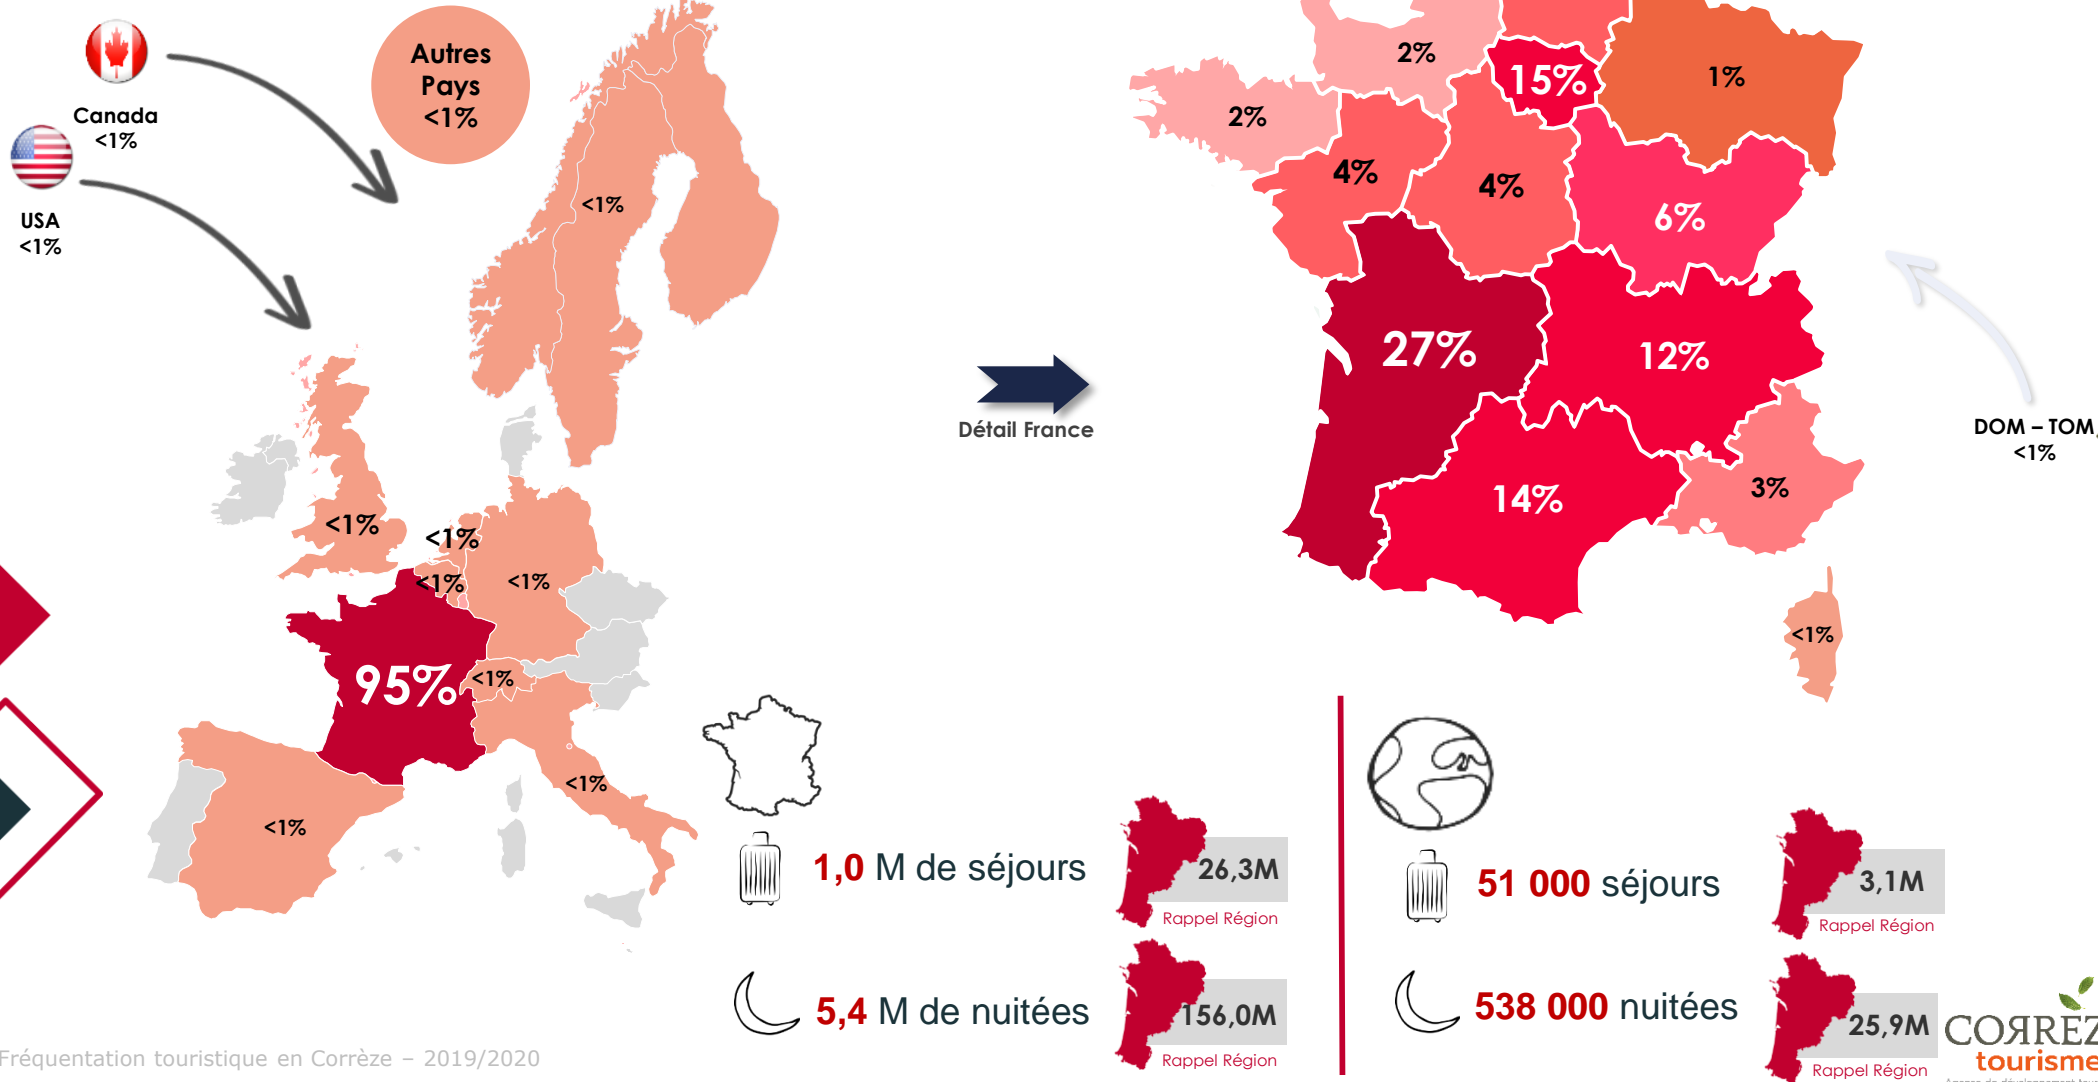 Canada
<1%
USA
<1%
Autres
Pays
<1%
<1%
<1%
<1%
<1%
<1%
95%
<1%
<1%
<1%
Détail France
2%
15%
1%
2%
4%
4%
6%
27%
12%
14%
3%
<1%
DOM – TOM
<1%
1,0 M de séjours
26,3M
Rappel Région
5,4 M de nuitées
156,0M
Rappel Région
51 000 séjours
3,1M
Rappel Région
538 000 nuitées
25,9M
Rappel Région
Fréquentation touristique en Corrèze – 2019/2020
CORREZ
tourisme